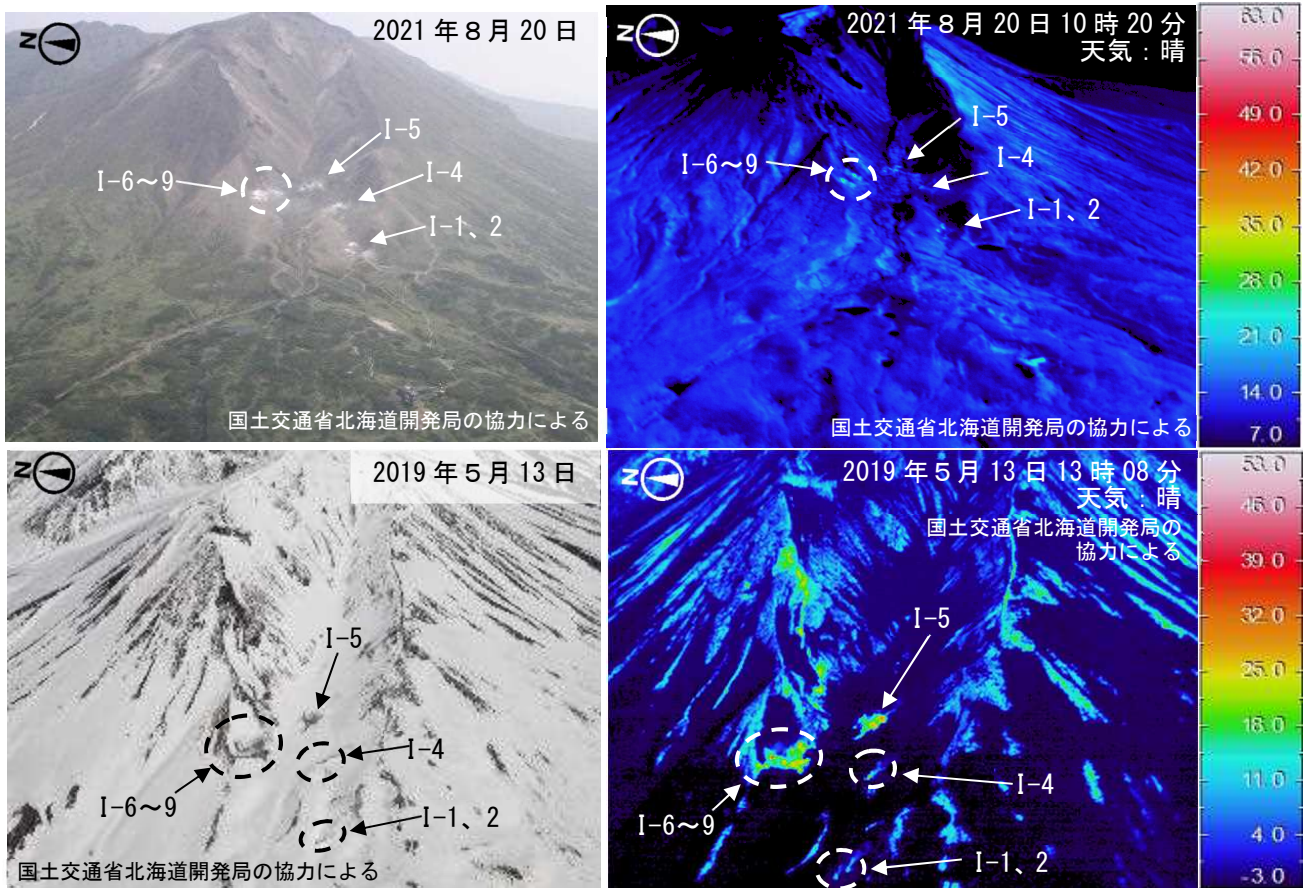 N
2021年8月20日
I-5
I-6～9
I-4
I-1、2
国土交通省北海道開発局の協力による
N
2021年8月20日10時20分
天気：晴
I-5
I-6～9
I-4
I-1、2
国土交通省北海道開発局の協力による
63.0
56.0
49.0
42.0
35.0
28.0
21.0
14.0
7.0
N
2019年5月13日
I-5
I-4
I-6～9
I-1、2
国土交通省北海道開発局の協力による
N
2019年5月13日13時08分
天気：晴
国土交通省北海道開発局の
協力による
I-5
I-4
I-6～9
I-1、2
53.0
46.0
39.0
32.0
25.0
18.0
11.0
4.0
-3.0